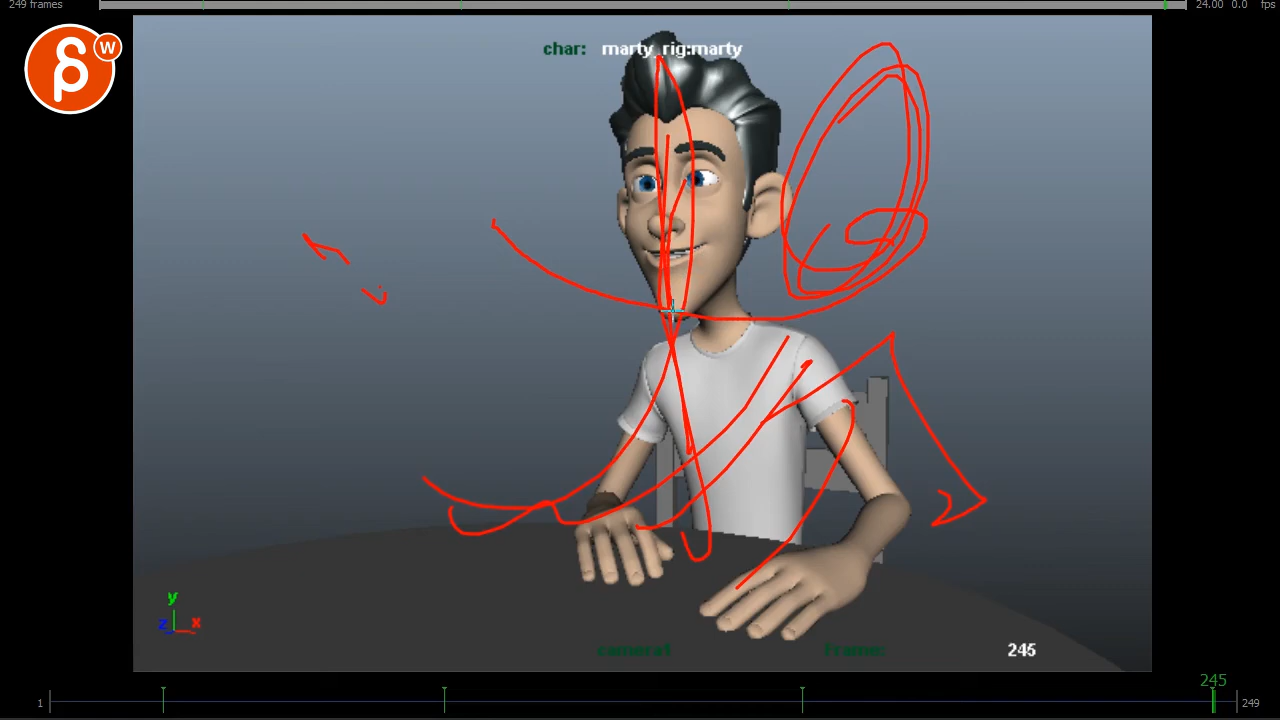 249 frames
24.00 0.0 fps
W
char: marty_rig:marty
y
z x
camera1 Frame: 245
245
1 249